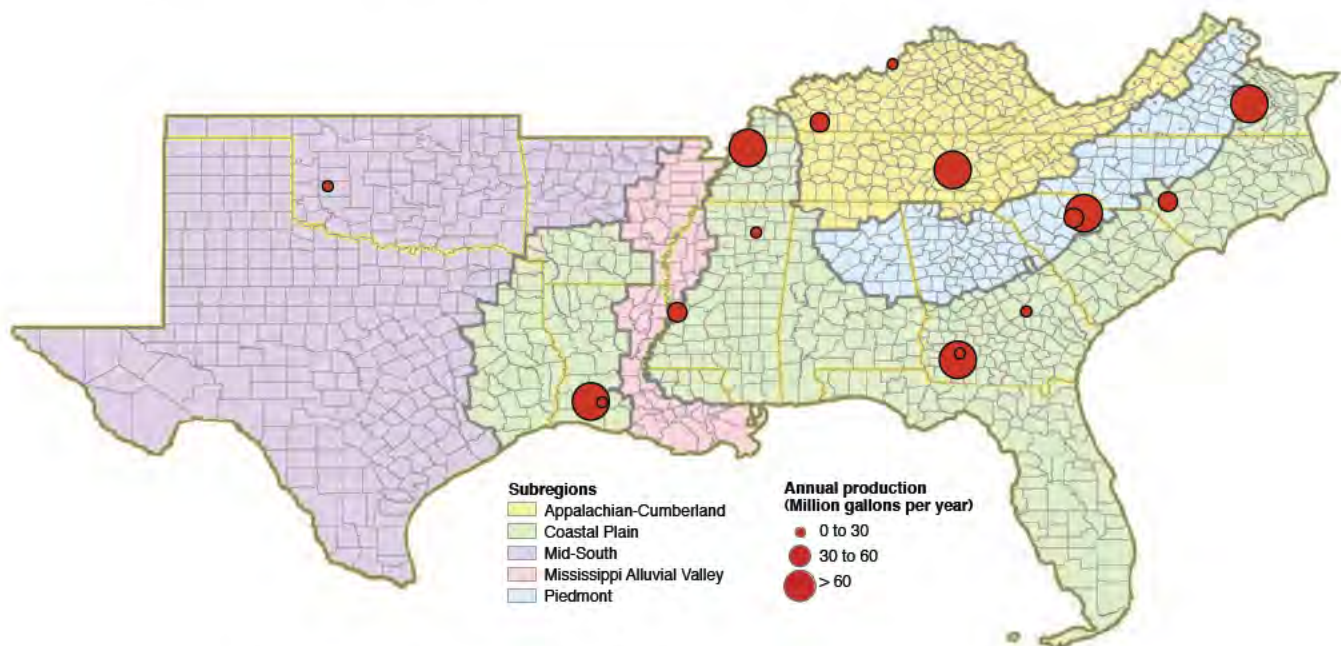 Subregions
Appalachian-Cumberland
Coastal Plain
Mid-South
Mississippi Alluvial Valley
Piedmont
Annual production
(Million gallons per year)
0 to 30
30 to 60
> 60